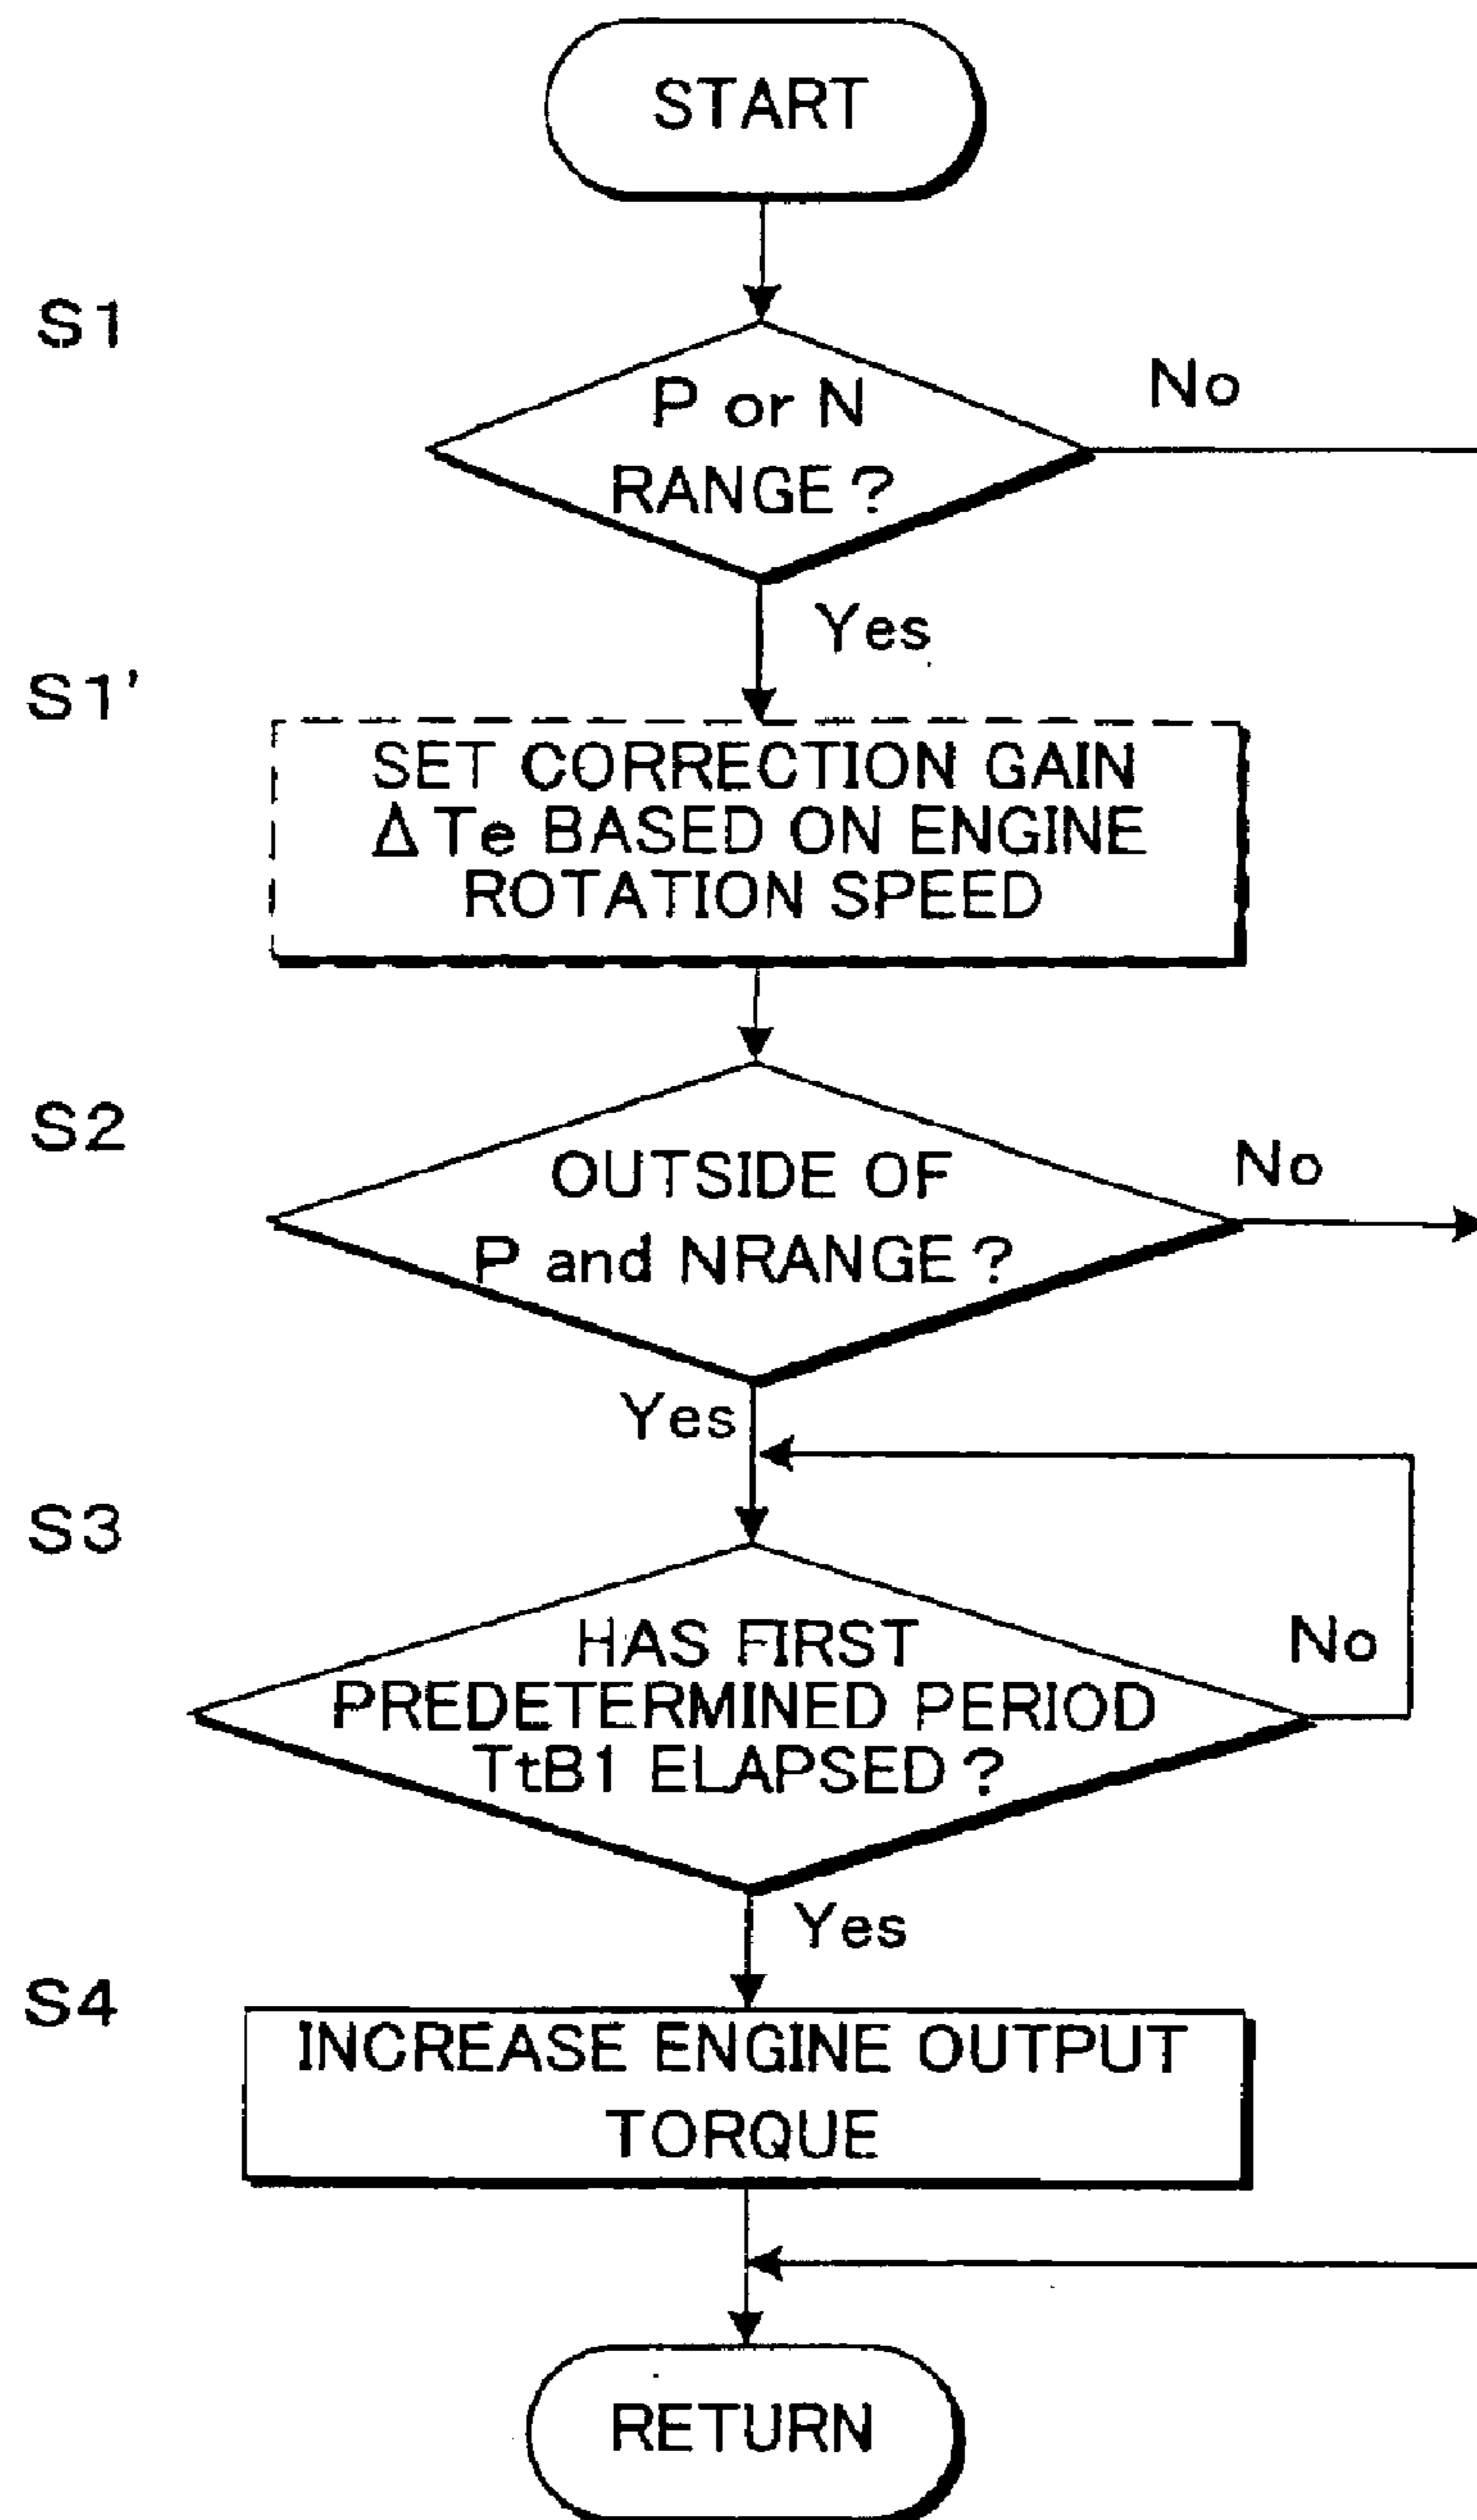 START
S1
P or N
RANGE ?
No
Yes
S1'
SET CORRECTION GAIN
ΔTe BASED ON ENGINE
ROTATION SPEED
S2
OUTSIDE OF
P and NRANGE ?
No
Yes
S3
HAS FIRST
PREDETERMINED PERIOD
TtB1 ELAPSED ?
No
Yes
S4
INCREASE ENGINE OUTPUT
TORQUE
RETURN